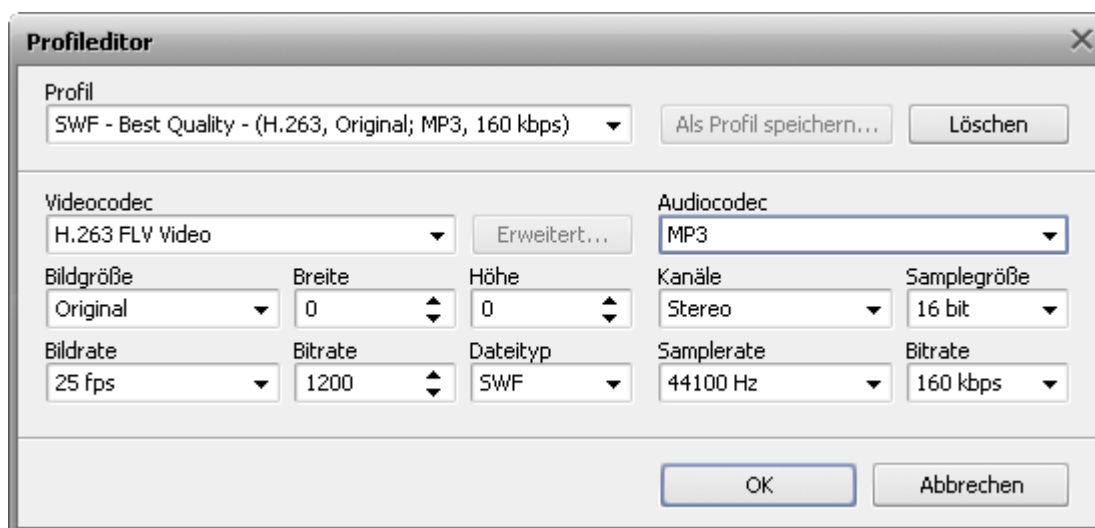 Profileditor
Profil
SWF - Best Quality - (H.263, Original; MP3, 160 kbps)
Als Profil speichern...
Löschen
Videocodec
Audiocodec
H.263 FLV Video
Erweitert...
MP3
Bildgröße
Breite
Höhe
Kanäle
Samplegröße
Original
0
0
Stereo
16 bit
Bildrate
Bitrate
Dateityp
Samplerate
Bitrate
25 fps
1200
SWF
44100 Hz
160 kbps
OK
Abbrechen